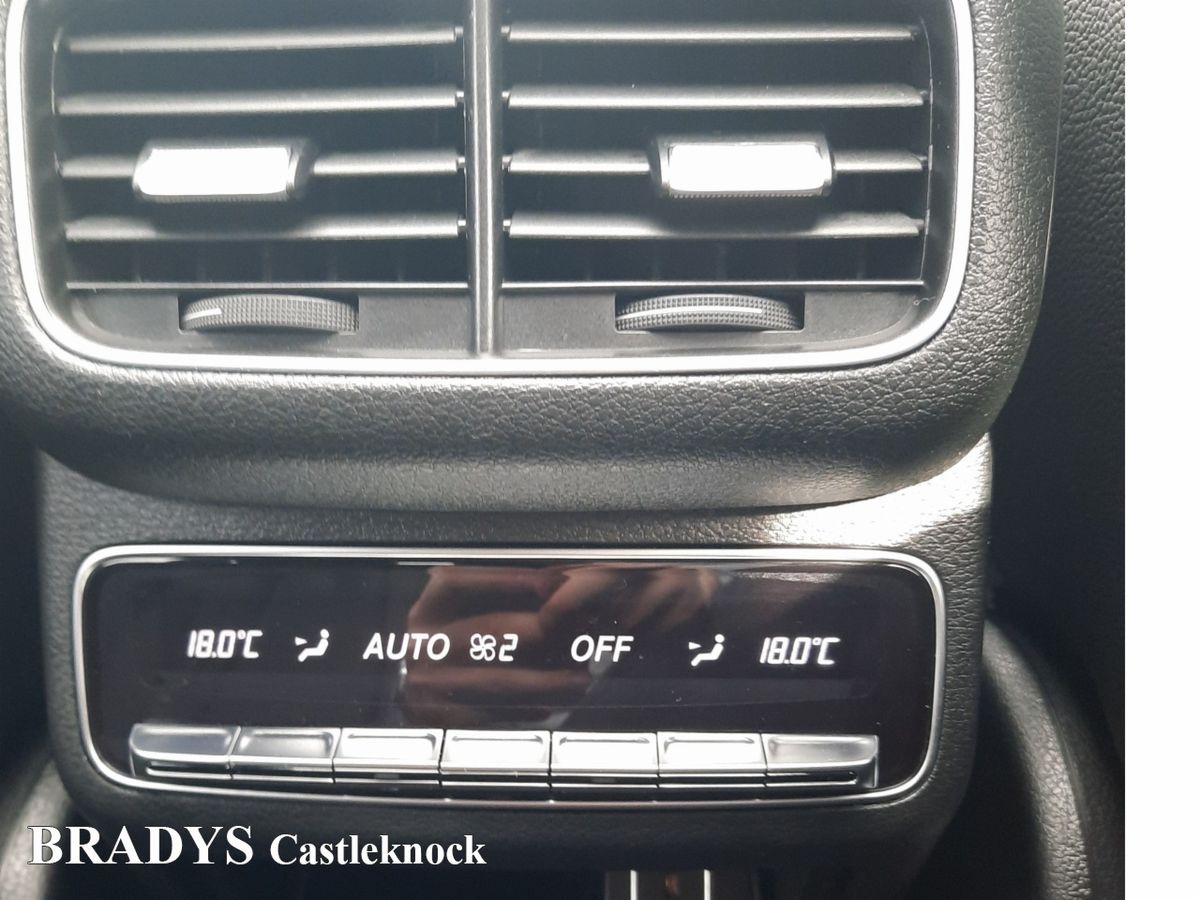 18.0°C AUTO 2 OFF 18.0°C
BRADYS Castleknock